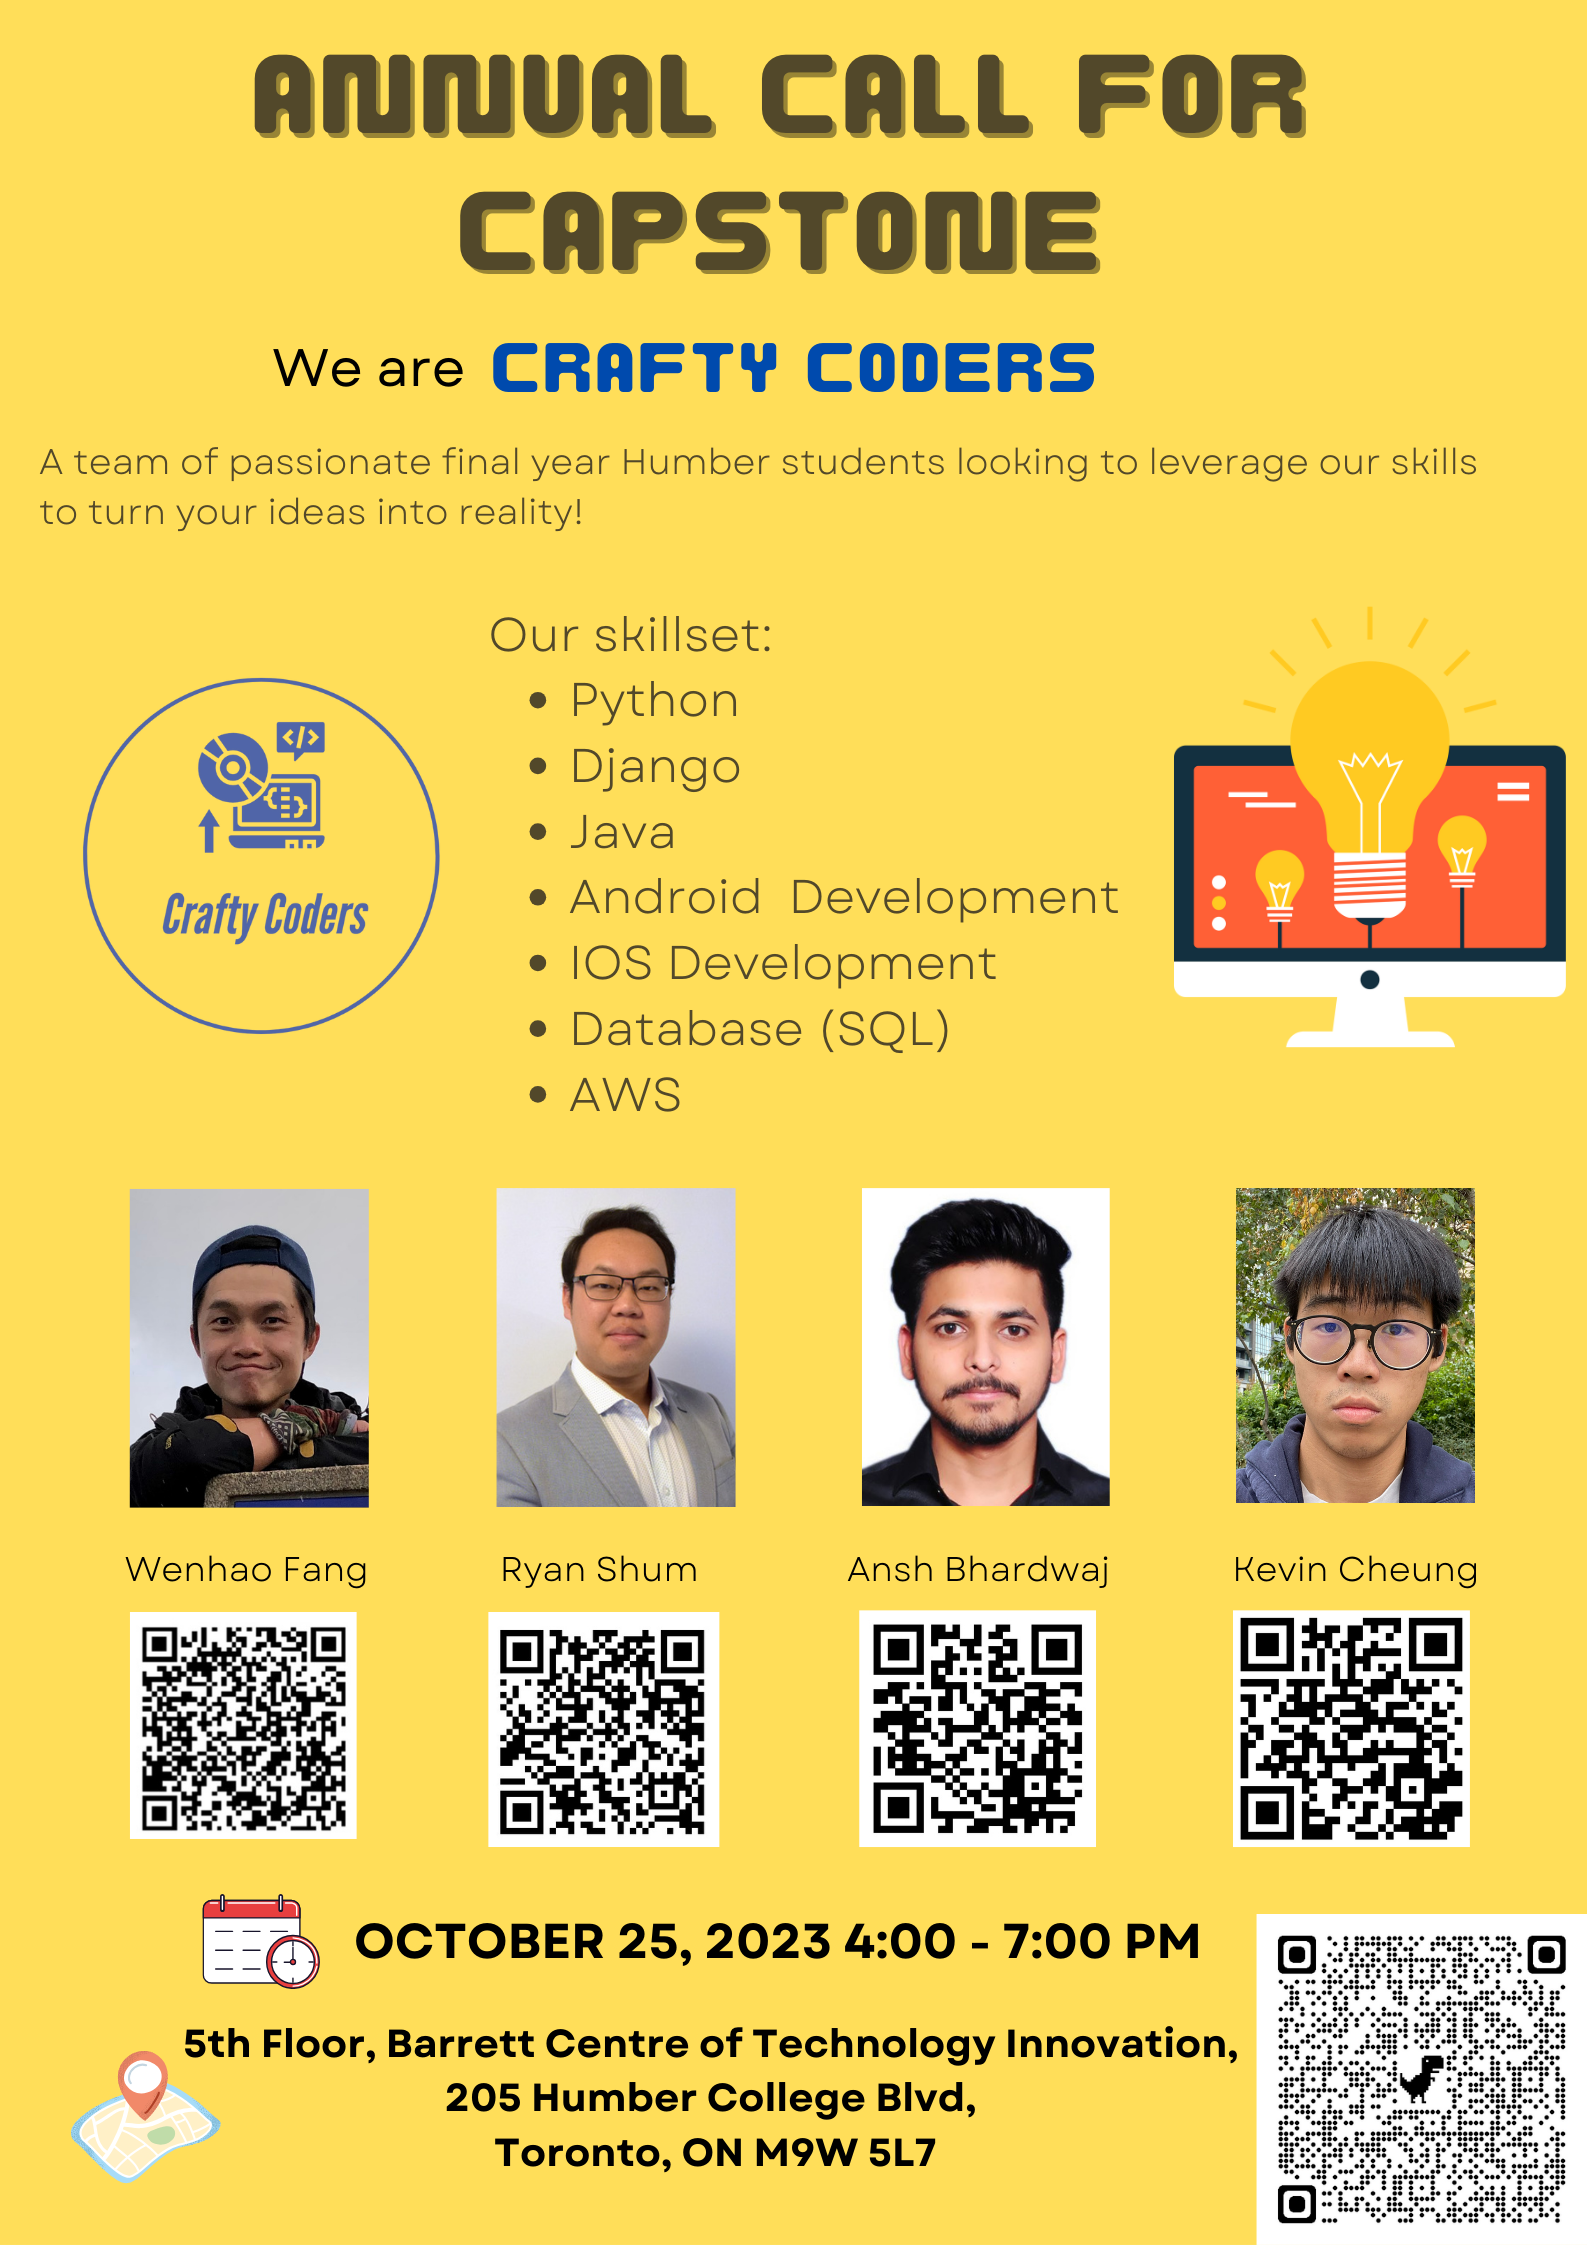 ANNUAL CALL FOR
CAPSTONE
We are CRAFTY CODERS
A team of passionate final year Humber students looking to leverage our skills
to turn your ideas into reality!
Our skillset:
• Python
• Django
• Java
• Android Development
• IOS Development
• Database (SQL)
• AWS
</>
Crafty Coders
Wenhao Fang
Ryan Shum
Ansh Bhardwaj
Kevin Cheung
OCTOBER 25, 2023 4:00 - 7:00 PM
5th Floor, Barrett Centre of Technology Innovation,
205 Humber College Blvd,
Toronto, ON M9W 5L7